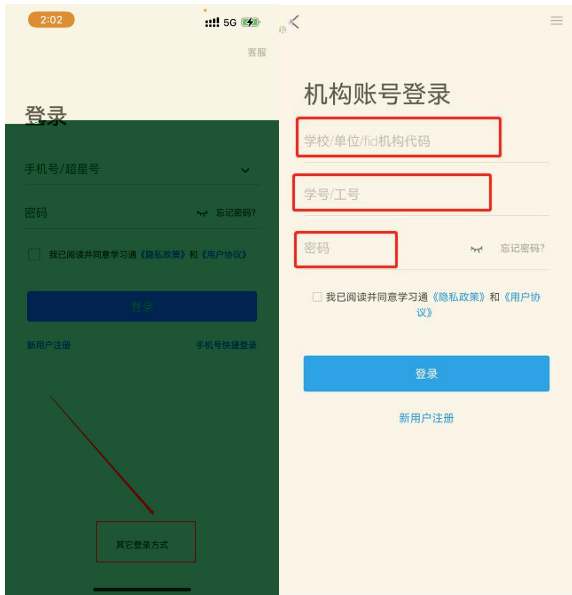 2:02
5G
客服
登录
手机号/超星号
密码
忘记密码?
我已阅读并同意学习通《隐私政策》和《用户协议》
登录
新用户注册
手机号快捷登录
其它登录方式
机构账号登录
学校/单位/fid机构代码
学号/工号
密码
忘记密码?
我已阅读并同意学习通《隐私政策》和《用户协
议》
登录
新用户注册